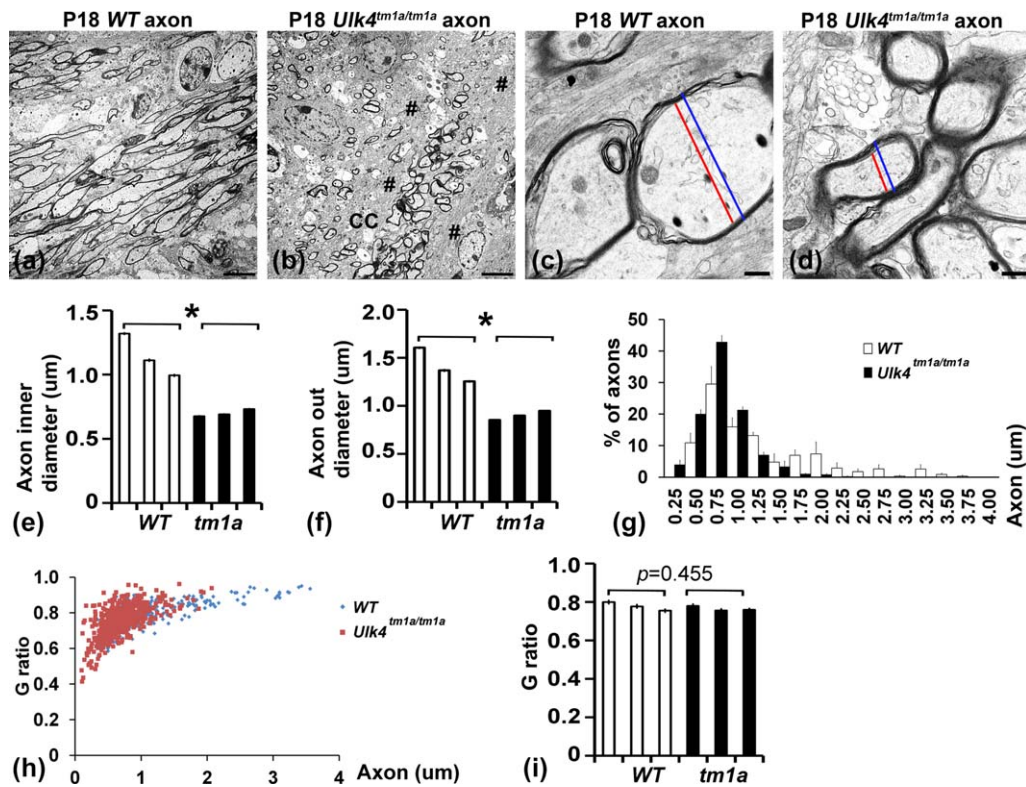 P18 WT axon
P18 Ulk4tm1a/tm1a axon
P18 WT axon
P18 Ulk4tm1a/tm1a axon
#
#
#
#
#
CC
(a)
(b)
(c)
(d)
Axon inner
diameter (um)
1.5
1.0
0.5
0
*
WT
tm1a
(e)
Axon out
diameter (um)
2.0
1.5
1.0
0.5
0
*
WT
tm1a
(f)
% of axons
50
40
30
20
10
0
WT
Ulk4tm1a/tm1a
0.25
0.50
0.75
1.00
1.25
1.50
1.75
2.00
2.25
2.50
2.75
3.00
3.25
3.50
3.75
4.00
Axon (um)
(g)
G ratio
1.0
0.8
0.6
0.4
0.2
0
0
1
2
3
4
WT
Ulk4tm1a/tm1a
(h)
Axon (um)
G ratio
1.0
0.8
0.6
0.4
0.2
0
p=0.455
WT
tm1a
(i)